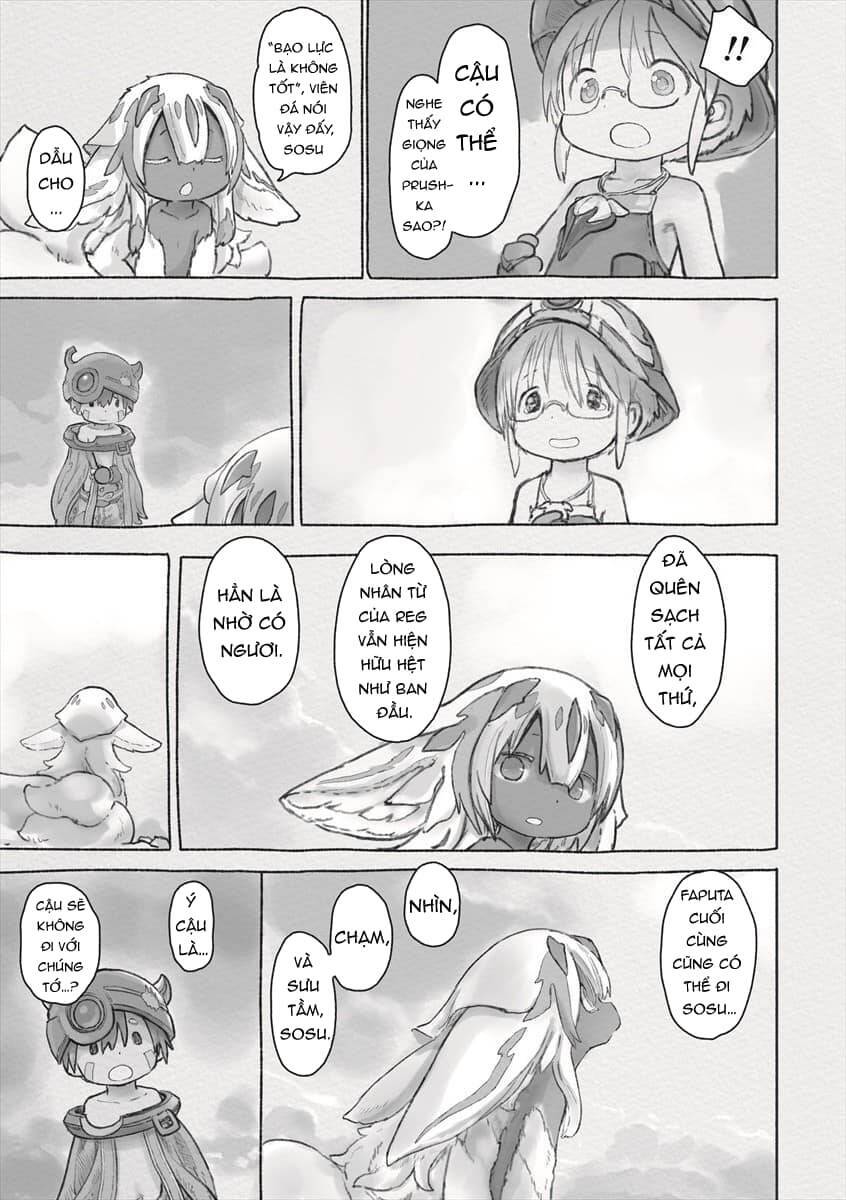 !!
CẬU
CÓ
THỂ
...
NGHE
THẤY
GIỌNG
CỦA
PRUSH-
KA
SAO?!
"BẠO LỰC
LÀ KHÔNG
TỐT", VIÊN
ĐÁ NÓI
VẬY ĐẤY,
SOSU
DẪU
CHO
...
ĐÃ
QUÊN
SẠCH
TẤT CẢ
MỌI
THỨ,
LÒNG
NHÂN TỪ
CỦA REG
VẪN HIỆN
HỮU HỆT
NHƯ BAN
ĐẦU.
HẲN LÀ
NHỜ CÓ
NGƯƠI.
FAPUTA
CUỐI
CÙNG
CŨNG CÓ
THỂ ĐI
SOSU...
NHÌN,
CHẠM,
VÀ
SƯU
TẦM,
SOSU.
Ý
CẬU
LÀ...
CẬU SẼ
KHÔNG
ĐI VỚI
CHÚNG
TỚ...?